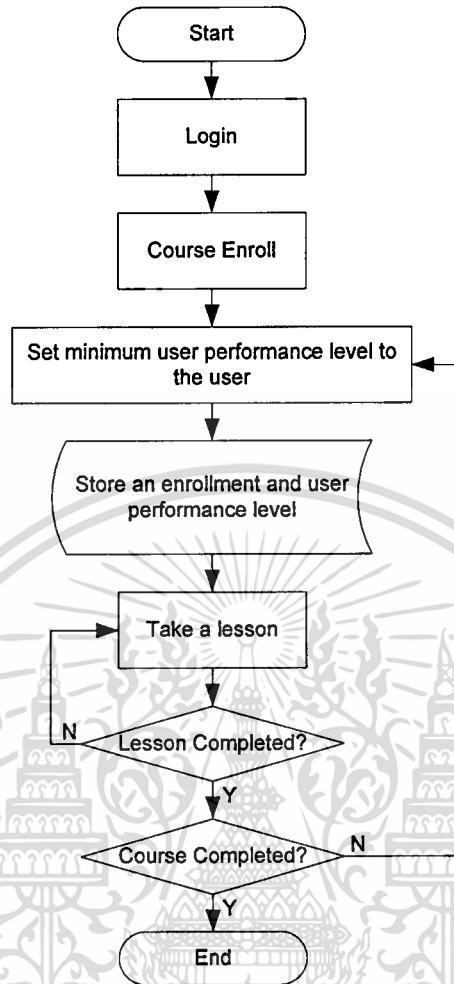 Start
Login
Course Enroll
Set minimum user performance level to
the user
Store an enrollment and user
performance level
Take a lesson
N
Lesson Completed?
Y
Course Completed?
N
Y
End